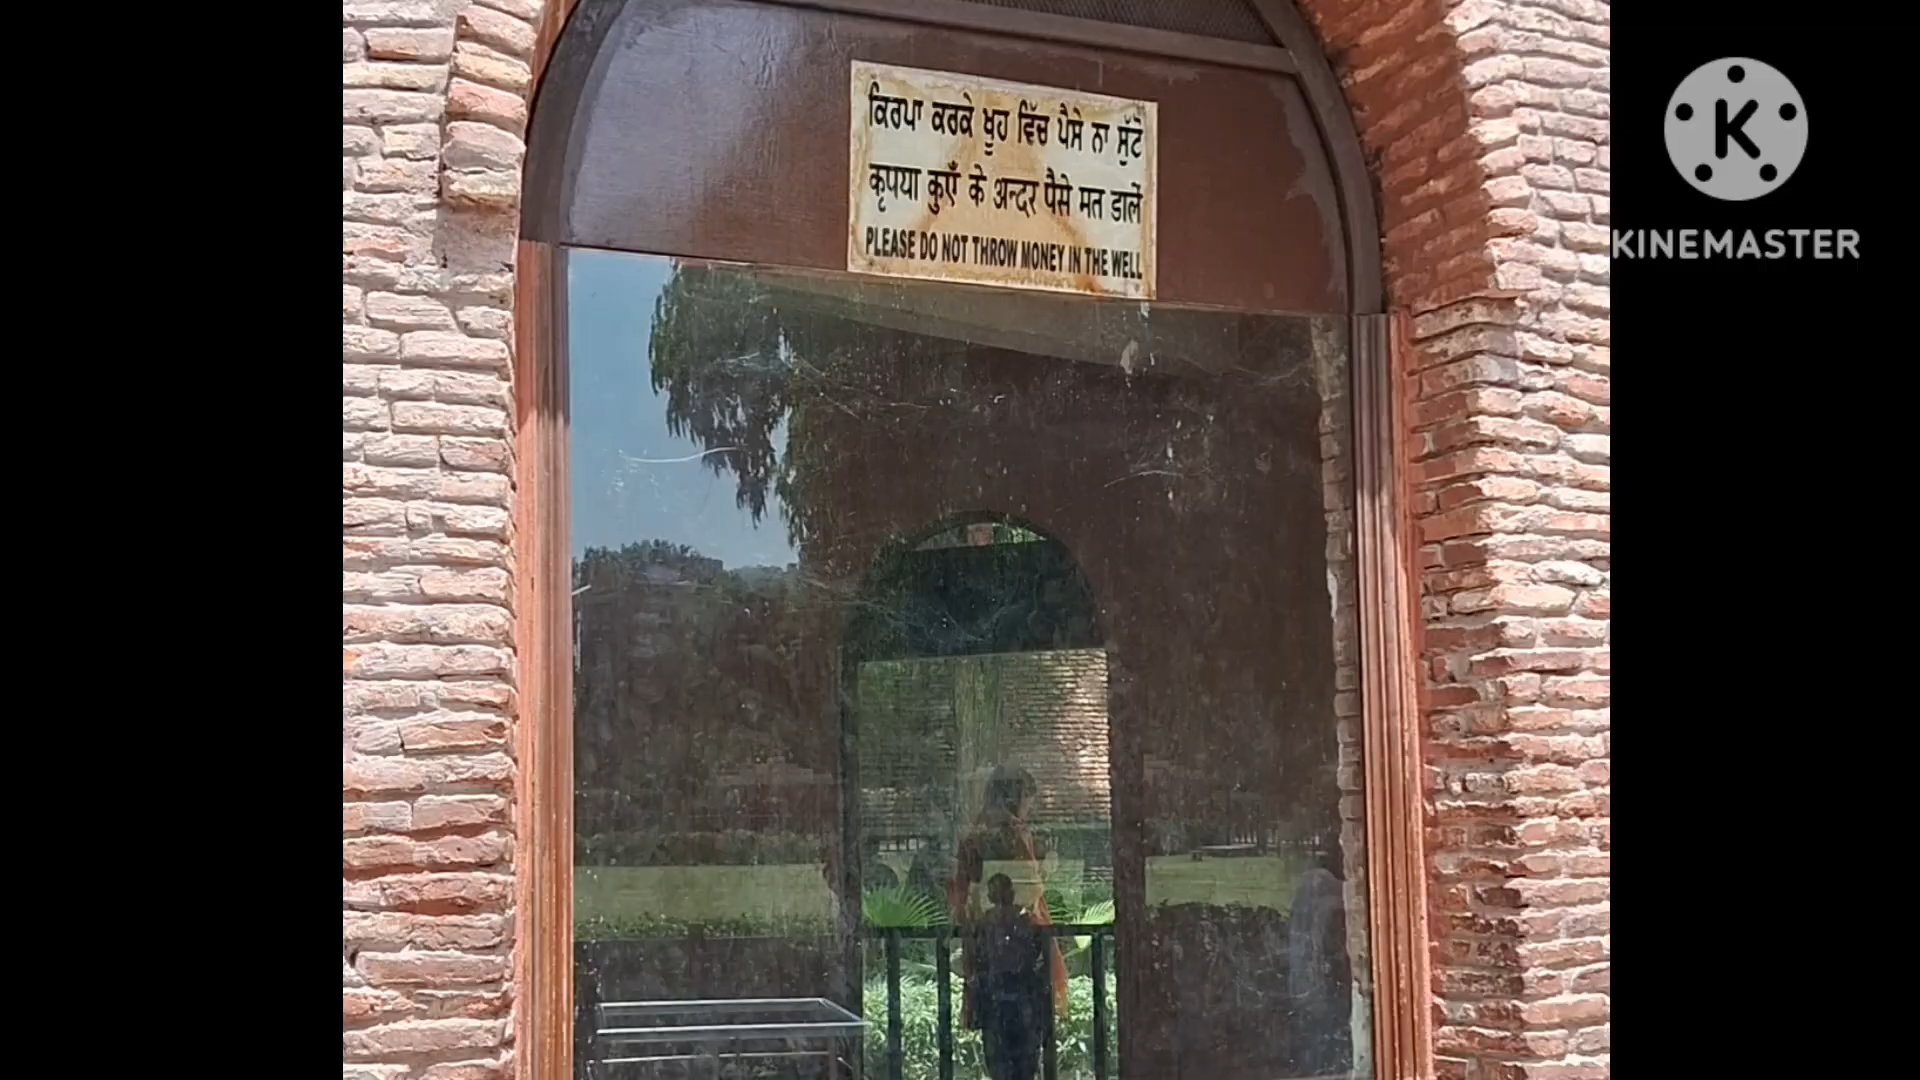 ਕਿਰਪਾ ਕਰਕੇ ਖੂਹ ਵਿੱਚ ਪੈਸੇ ਨਾ ਸੁੱਟੋ
कृपया कुएँ के अन्दर पैसे मत डालें
PLEASE DO NOT THROW MONEY IN THE WELL
K
KINEMASTER